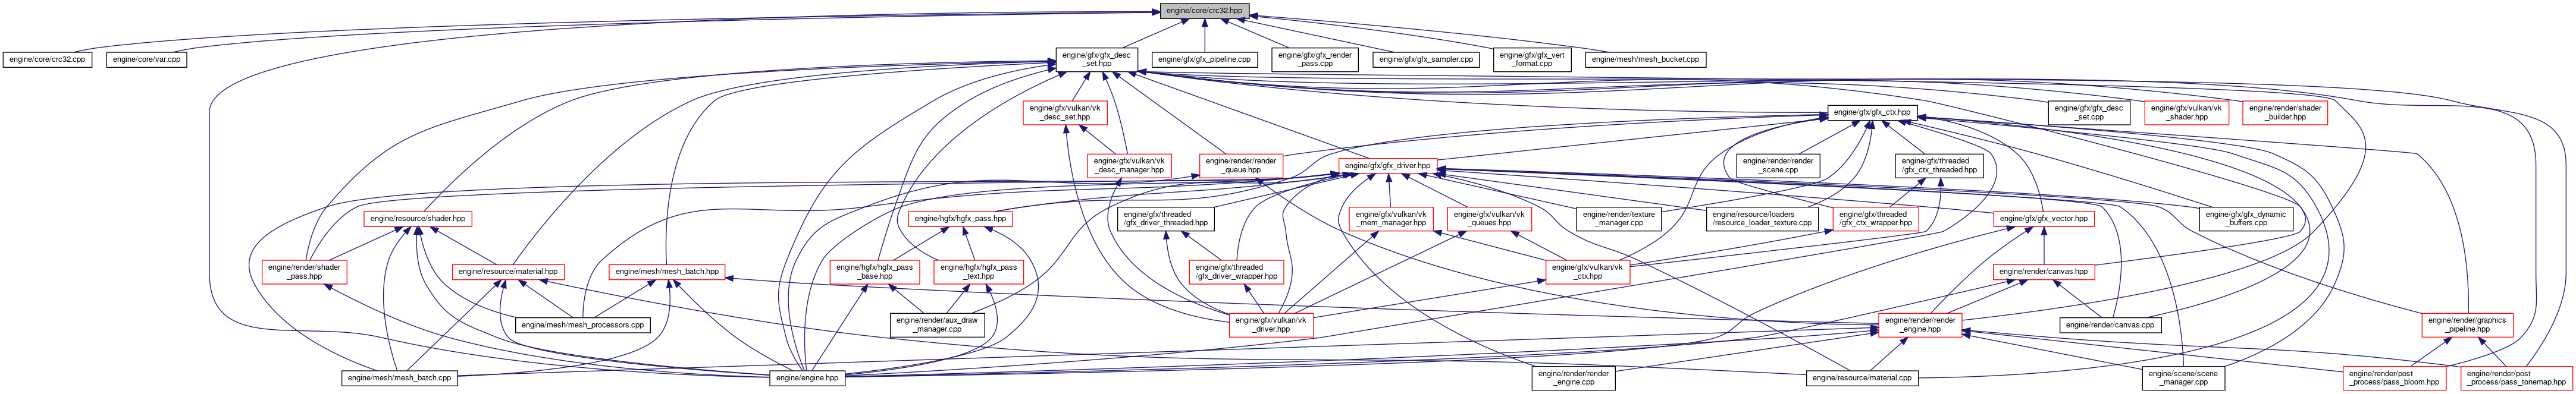 engine/core/crc32.hpp
engine/core/crc32.cpp
engine/core/var.cpp
engine/gfx/gfx_desc
_set.hpp
engine/gfx/gfx_pipeline.cpp
engine/gfx/gfx_render
_pass.cpp
engine/gfx/gfx_sampler.cpp
engine/gfx/gfx_vert
_format.cpp
engine/mesh/mesh_bucket.cpp
engine/gfx/vulkan/vk
_desc_set.hpp
engine/gfx/gfx_ctx.hpp
engine/gfx/gfx_desc
_set.cpp
engine/gfx/vulkan/vk
_shader.hpp
engine/render/shader
_builder.hpp
engine/gfx/vulkan/vk
_desc_manager.hpp
engine/render/render
_queue.hpp
engine/gfx/gfx_driver.hpp
engine/render/render
_scene.cpp
engine/gfx/threaded
/gfx_ctx_threaded.hpp
engine/resource/shader.hpp
engine/hgfx/hgfx_pass.hpp
engine/gfx/threaded
/gfx_driver_threaded.hpp
engine/gfx/vulkan/vk
_mem_manager.hpp
engine/gfx/vulkan/vk
_queues.hpp
engine/render/texture
_manager.cpp
engine/resource/loaders
/resource_loader_texture.cpp
engine/gfx/threaded
/gfx_ctx_wrapper.hpp
engine/gfx/gfx_vector.hpp
engine/gfx/gfx_dynamic
_buffers.cpp
engine/render/shader
_pass.hpp
engine/resource/material.hpp
engine/mesh/mesh_batch.hpp
engine/hgfx/hgfx_pass
_base.hpp
engine/hgfx/hgfx_pass
_text.hpp
engine/gfx/threaded
/gfx_driver_wrapper.hpp
engine/gfx/vulkan/vk
_ctx.hpp
engine/render/canvas.hpp
engine/mesh/mesh_processors.cpp
engine/render/aux_draw
_manager.cpp
engine/gfx/vulkan/vk
_driver.hpp
engine/render/render
_engine.hpp
engine/render/canvas.cpp
engine/render/graphics
_pipeline.hpp
engine/mesh/mesh_batch.cpp
engine/engine.hpp
engine/render/render
_engine.cpp
engine/resource/material.cpp
engine/scene/scene
_manager.cpp
engine/render/post
_process/pass_bloom.hpp
engine/render/post
_process/pass_tonemap.hpp